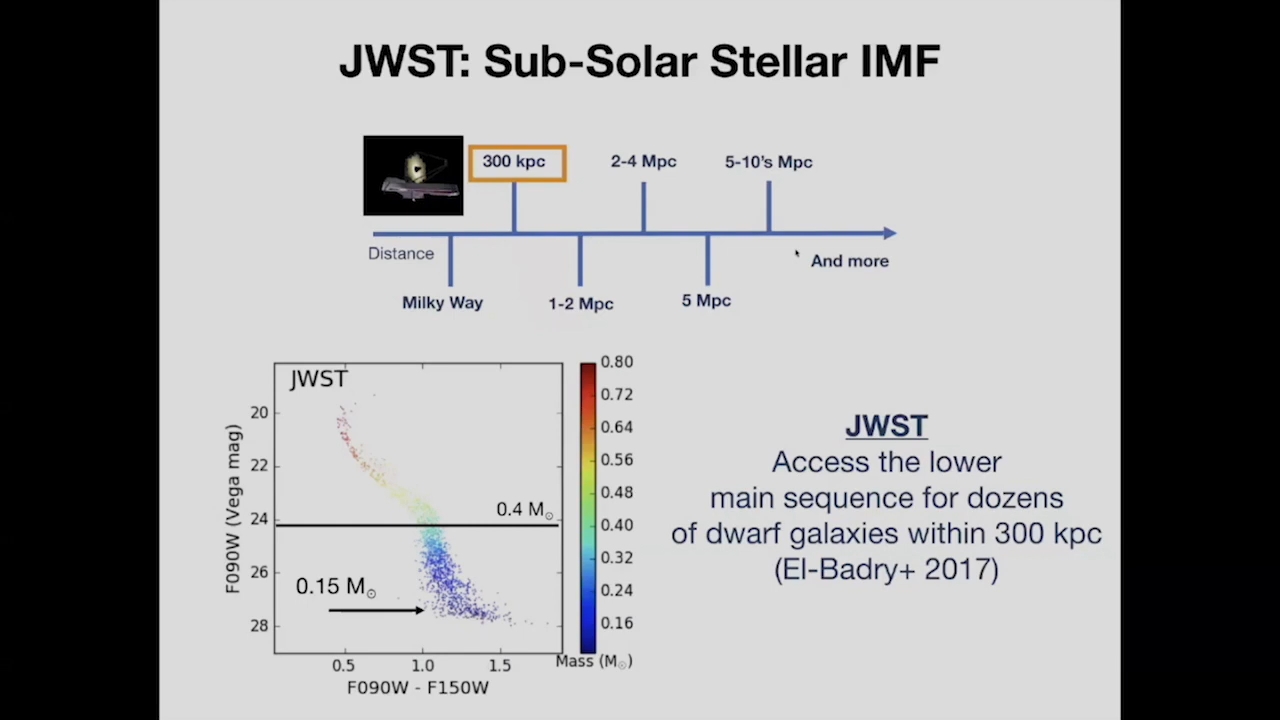 JWST: Sub-Solar Stellar IMF
300 kpc
2-4 Mpc
5-10's Mpc
Distance
And more
Milky Way
1-2 Mpc
5 Mpc
JWST
20
22
24
26
28
F090W (Vega mag)
0.4 M☉
0.15 M☉
0.5
1.0
1.5
F090W - F150W
0.80
0.72
0.64
0.56
0.48
0.40
0.32
0.24
0.16
Mass (M☉)
JWST
Access the lower
main sequence for dozens
of dwarf galaxies within 300 kpc
(El-Badry+ 2017)